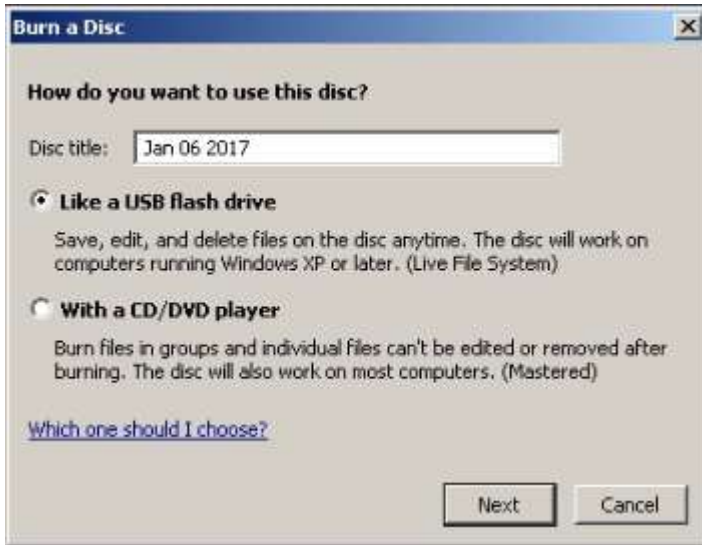 Burn a Disc
How do you want to use this disc?
Disc title: Jan 06 2017
Like a USB flash drive
Save, edit, and delete files on the disc anytime. The disc will work on
computers running Windows XP or later. (Live File System)
With a CD/DVD player
Burn files in groups and individual files can't be edited or removed after
burning. The disc will also work on most computers. (Mastered)
Which one should I choose?
Next Cancel